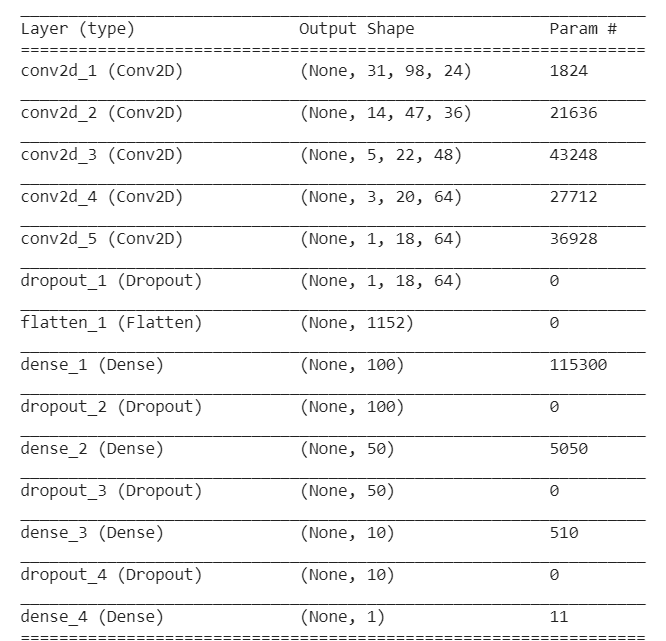 Layer (type) Output Shape Param #
conv2d_1 (Conv2D) (None, 31, 98, 24) 1824
conv2d_2 (Conv2D) (None, 14, 47, 36) 21636
conv2d_3 (Conv2D) (None, 5, 22, 48) 43248
conv2d_4 (Conv2D) (None, 3, 20, 64) 27712
conv2d_5 (Conv2D) (None, 1, 18, 64) 36928
dropout_1 (Dropout) (None, 1, 18, 64) 0
flatten_1 (Flatten) (None, 1152) 0
dense_1 (Dense) (None, 100) 115300
dropout_2 (Dropout) (None, 100) 0
dense_2 (Dense) (None, 50) 5050
dropout_3 (Dropout) (None, 50) 0
dense_3 (Dense) (None, 10) 510
dropout_4 (Dropout) (None, 10) 0
dense_4 (Dense) (None, 1) 11